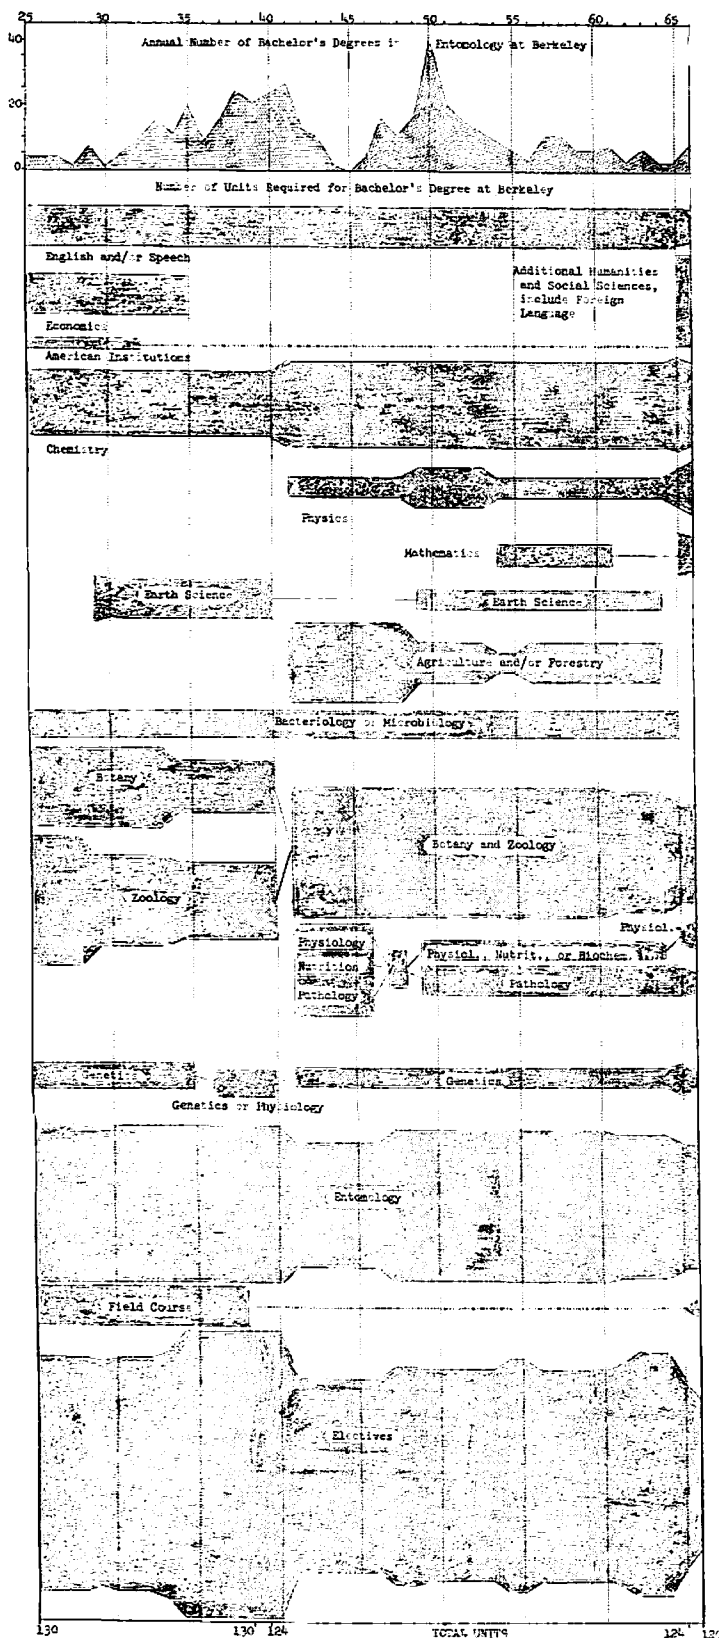 25 30 35 40 45 50 55 60 65
Annual Number of Bachelor's Degrees in Entomology at Berkeley
40
20
0
Number of Units Required for Bachelor's Degree at Berkeley
English and/or Speech
Additional Humanities
and Social Sciences,
include Foreign
Language
Economics
American Institutions
Chemistry
Physics
Mathematics
Earth Science
Earth Science
Agriculture and/or Forestry
Bacteriology or Microbiology
Botany
Botany and Zoology
Zoology
Physiol.
Physiology
Nutrition
Pathology
Physiol., Nutrit., or Biochem.
Pathology
Geneti
Genetics
Genetics or Physiology
Entomology
Field Course
Electives
130 130 124 TOTAL UNITS 124